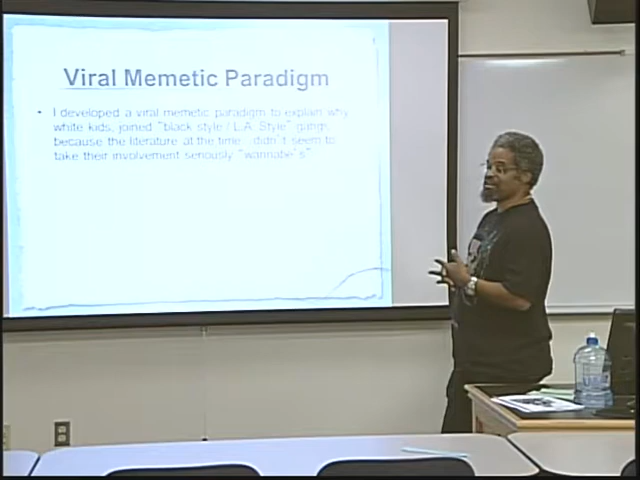 Viral Memetic Paradigm
• I developed a viral memetic paradigm to explain why
white kids, joined "black style / L.A. Style" gangs,
because the literature at the time didn't seem to
take their involvement seriously "wannabe's"